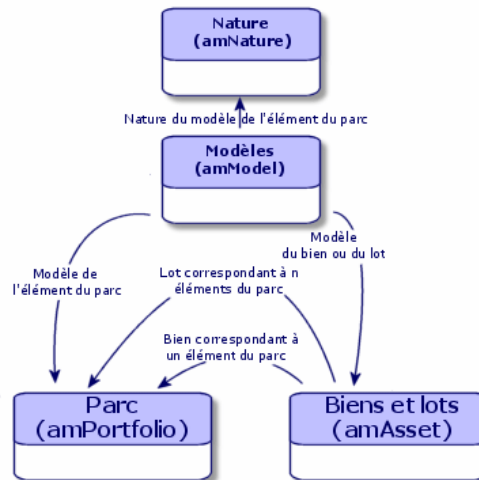 Nature
(amNature)
Nature du modèle de l'élément du parc
Modèles
(amModel)
Modèle
du bien ou du lot
Modèle de
l'élément du parc
Lot correspondant à n
éléments du parc
Bien correspondant à
un élément du parc
Parc
(amPortfolio)
Biens et lots
(amAsset)